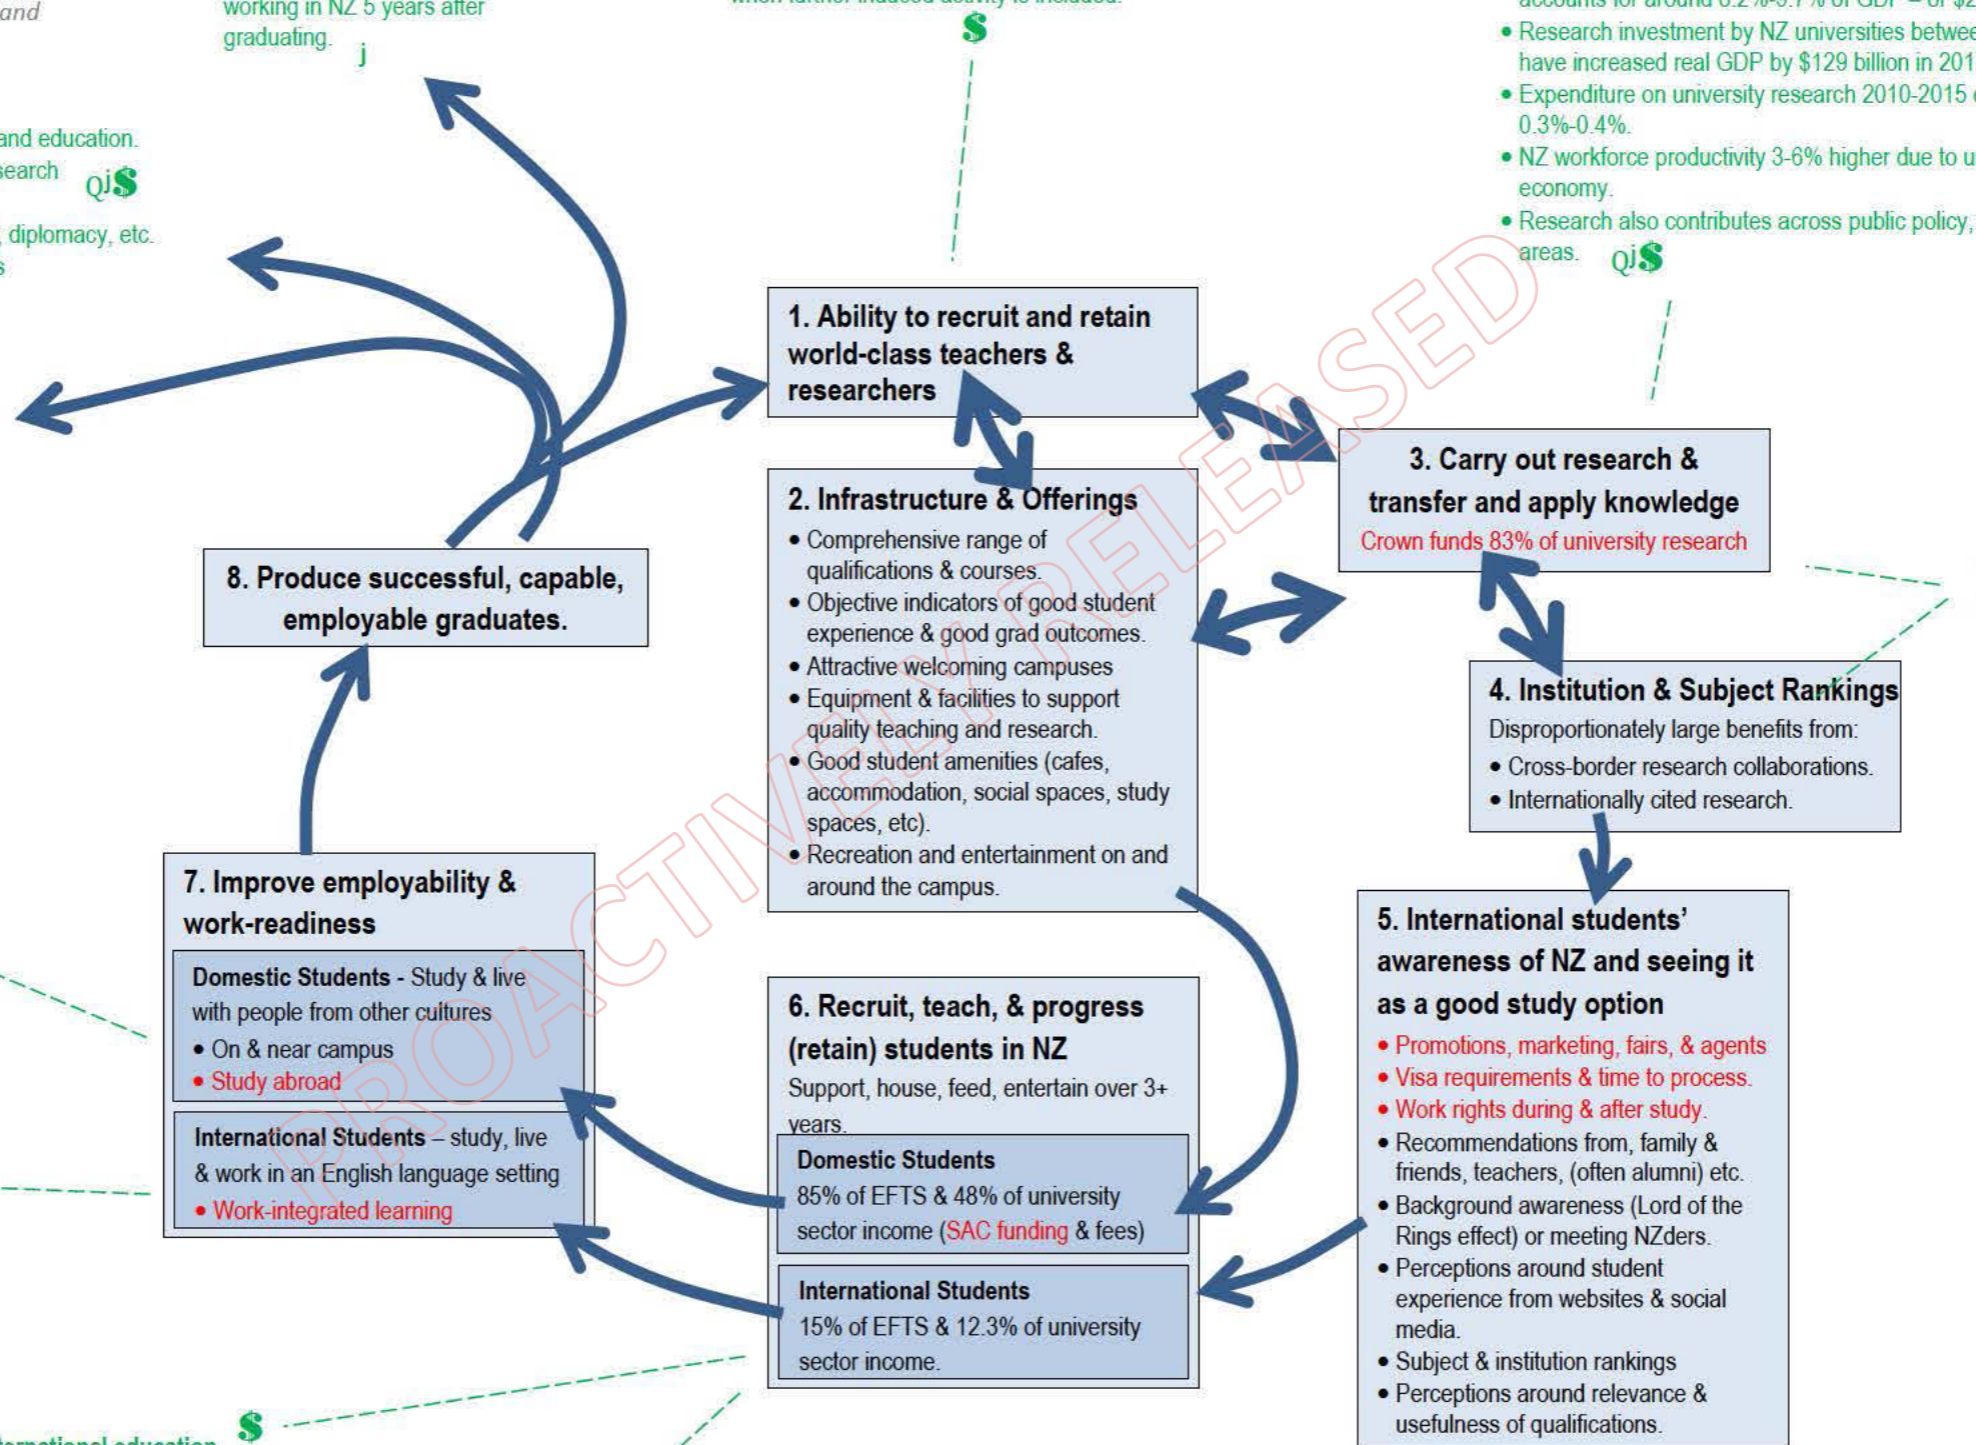 and
working in NZ 5 years after
graduating.
j
and education.
search
Qj$
, diplomacy, etc.
$
accounts for around
of GDP – or
• Research investment by NZ universities
have increased real GDP by $129 billion in
• Expenditure on university research 2010-2015
0.3%-0.4%.
• NZ workforce productivity 3-6% higher due to
economy.
• Research also contributes across public policy,
areas.
Qj$
1. Ability to recruit and retain
world-class teachers &
researchers
2. Infrastructure & Offerings
• Comprehensive range of
qualifications & courses.
• Objective indicators of good student
experience & good grad outcomes.
• Attractive welcoming campuses
• Equipment & facilities to support
quality teaching and research.
• Good student amenities (cafes,
accommodation, social spaces, study
spaces, etc).
• Recreation and entertainment on and
around the campus.
3. Carry out research &
transfer and apply knowledge
Crown funds 83% of university research
4. Institution & Subject Rankings
Disproportionately large benefits from:
• Cross-border research collaborations.
• Internationally cited research.
5. International students’
awareness of NZ and seeing it
as a good study option
• Promotions, marketing, fairs, & agents
• Visa requirements & time to process.
• Work rights during & after study.
• Recommendations from, family &
friends, teachers, (often alumni) etc.
• Background awareness (Lord of the
Rings effect) or meeting NZders.
• Perceptions around student
experience from websites & social
media.
• Subject & institution rankings
• Perceptions around relevance &
usefulness of qualifications.
6. Recruit, teach, & progress
(retain) students in NZ
Support, house, feed, entertain over 3+
years.
Domestic Students
85% of EFTS & 48% of university
sector income (SAC funding & fees)
International Students
15% of EFTS & 12.3% of university
sector income.
7. Improve employability &
work-readiness
Domestic Students - Study & live
with people from other cultures
• On & near campus
• Study abroad
International Students – study, live
& work in an English language setting
• Work-integrated learning
8. Produce successful, capable,
employable graduates.
$
PROACTIVELY RELEASED